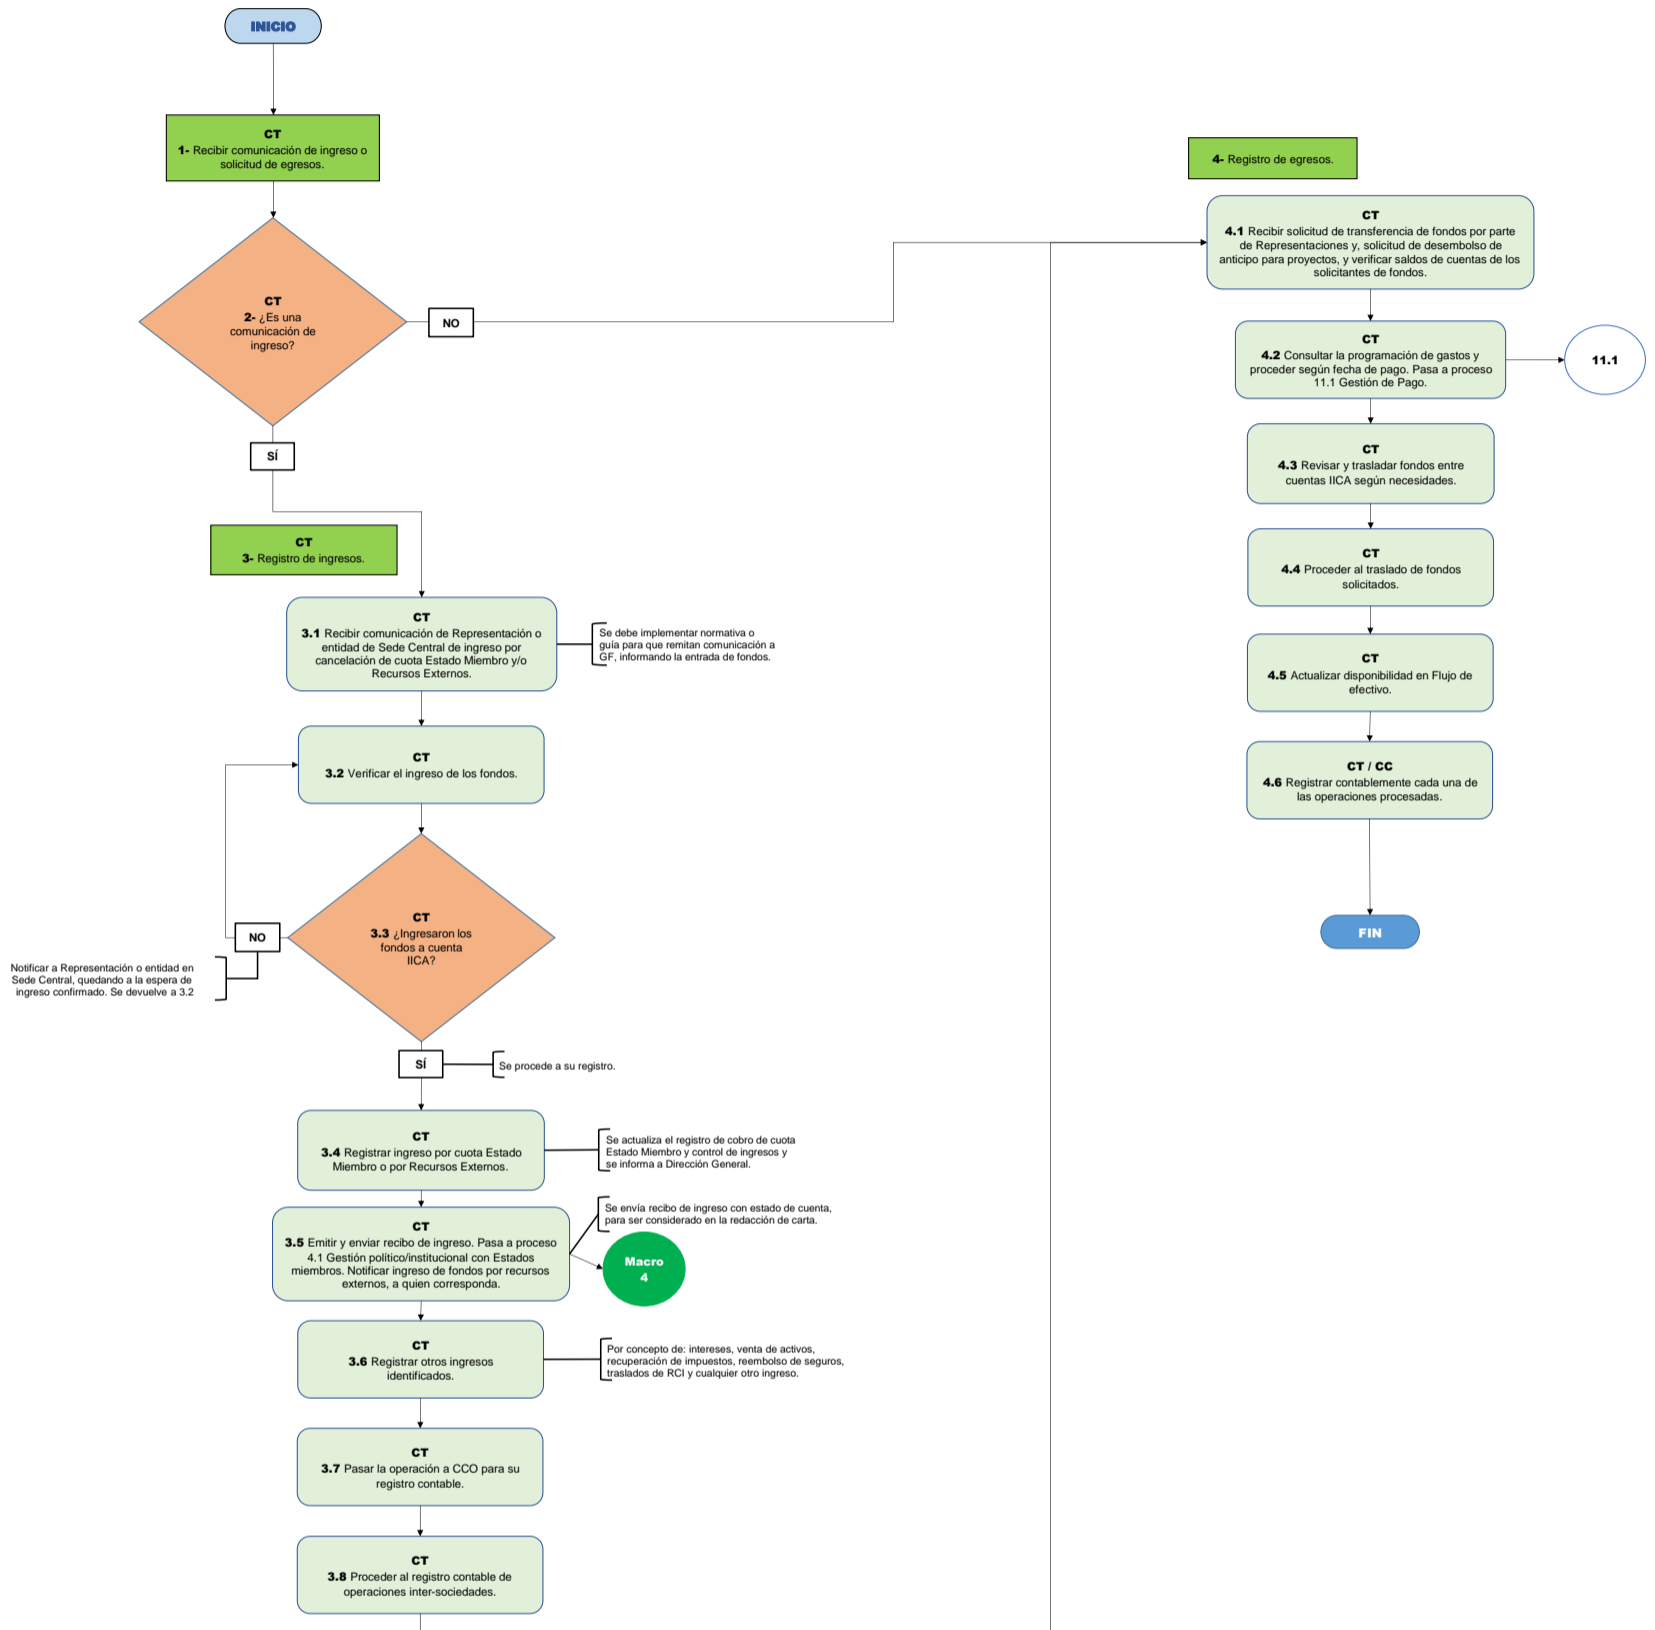 INICIO
CT
1- Recibir comunicación de ingreso o
solicitud de egresos.
CT
2- ¿Es una
comunicación de
ingreso?
NO
SÍ
CT
3- Registro de ingresos.
CT
3.1 Recibir comunicación de Representación o
entidad de Sede Central de ingreso por
cancelación de cuota Estado Miembro y/o
Recursos Externos.
Se debe implementar normativa o
guía para que remitan comunicación a
GF, informando la entrada de fondos.
CT
3.2 Verificar el ingreso de los fondos.
CT
3.3 ¿Ingresaron los
fondos a cuenta
IICA?
NO
Notificar a Representación o entidad en
Sede Central, quedando a la espera de
ingreso confirmado. Se devuelve a 3.2
SÍ
Se procede a su registro.
CT
3.4 Registrar ingreso por cuota Estado
Miembro o por Recursos Externos.
Se actualiza el registro de cobro de cuota
Estado Miembro y control de ingresos y
se informa a Dirección General.
CT
3.5 Emitir y enviar recibo de ingreso. Pasa a proceso
4.1 Gestión político/institucional con Estados
miembros. Notificar ingreso de fondos por recursos
externos, a quien corresponda.
Se envía recibo de ingreso con estado de cuenta,
para ser considerado en la redacción de carta.
Macro
4
CT
3.6 Registrar otros ingresos
identificados.
Por concepto de: intereses, venta de activos,
recuperación de impuestos, reembolso de seguros,
traslados de RCI y cualquier otro ingreso.
CT
3.7 Pasar la operación a CCO para su
registro contable.
CT
3.8 Proceder al registro contable de
operaciones inter-sociedades.
4- Registro de egresos.
CT
4.1 Recibir solicitud de transferencia de fondos por parte
de Representaciones y, solicitud de desembolso de
anticipo para proyectos, y verificar saldos de cuentas de los
solicitantes de fondos.
CT
4.2 Consultar la programación de gastos y
proceder según fecha de pago. Pasa a proceso
11.1 Gestión de Pago.
11.1
CT
4.3 Revisar y trasladar fondos entre
cuentas IICA según necesidades.
CT
4.4 Proceder al traslado de fondos
solicitados.
CT
4.5 Actualizar disponibilidad en Flujo de
efectivo.
CT / CC
4.6 Registrar contablemente cada una de
las operaciones procesadas.
FIN